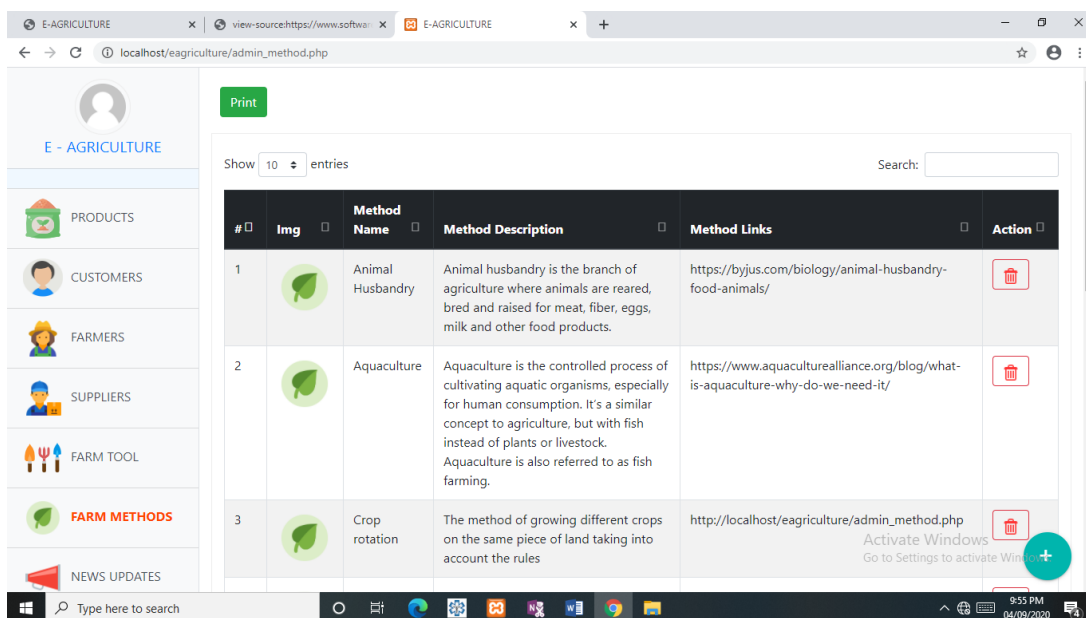 E-AGRICULTURE
view-source:https://www.softwar
E-AGRICULTURE
localhost/eagriculture/admin_method.php
E - AGRICULTURE
PRODUCTS
CUSTOMERS
FARMERS
SUPPLIERS
FARM TOOL
FARM METHODS
NEWS UPDATES
Print
Show 10 entries
Search:
# Img Method Name Method Description Method Links Action
1
Animal
Husbandry
Animal husbandry is the branch of
agriculture where animals are reared,
bred and raised for meat, fiber, eggs,
milk and other food products.
https://byjus.com/biology/animal-husbandry-
food-animals/
2
Aquaculture
Aquaculture is the controlled process of
cultivating aquatic organisms, especially
for human consumption. It's a similar
concept to agriculture, but with fish
instead of plants or livestock.
Aquaculture is also referred to as fish
farming.
https://www.aquaculturealliance.org/blog/what-
is-aquaculture-why-do-we-need-it/
3
Crop
rotation
The method of growing different crops
on the same piece of land taking into
account the rules
http://localhost/eagriculture/admin_method.php
Activate Windows
Go to Settings to activate Windows.
Type here to search
9:55 PM
04/09/2020
4